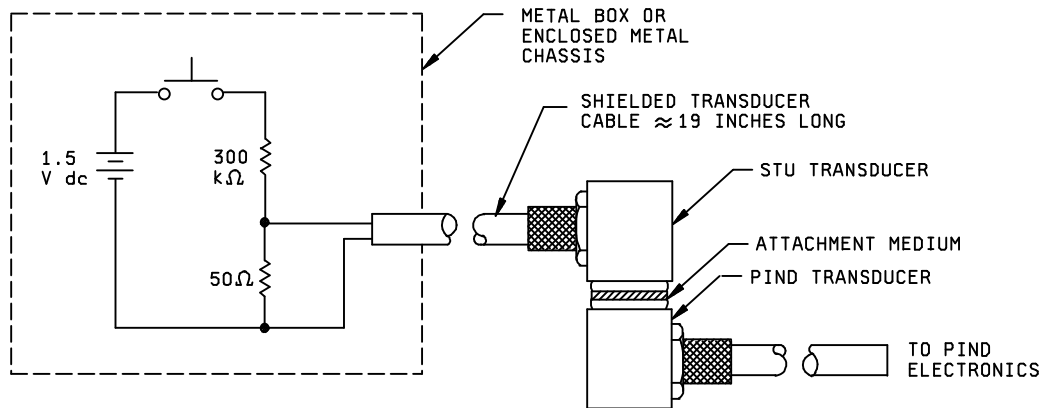 METAL BOX OR
ENCLOSED METAL
CHASSIS
SHIELDED TRANSDUCER
CABLE ≈ 19 INCHES LONG
1.5
V dc
300
kΩ
STU TRANSDUCER
ATTACHMENT MEDIUM
50Ω
PIND TRANSDUCER
TO PIND
ELECTRONICS